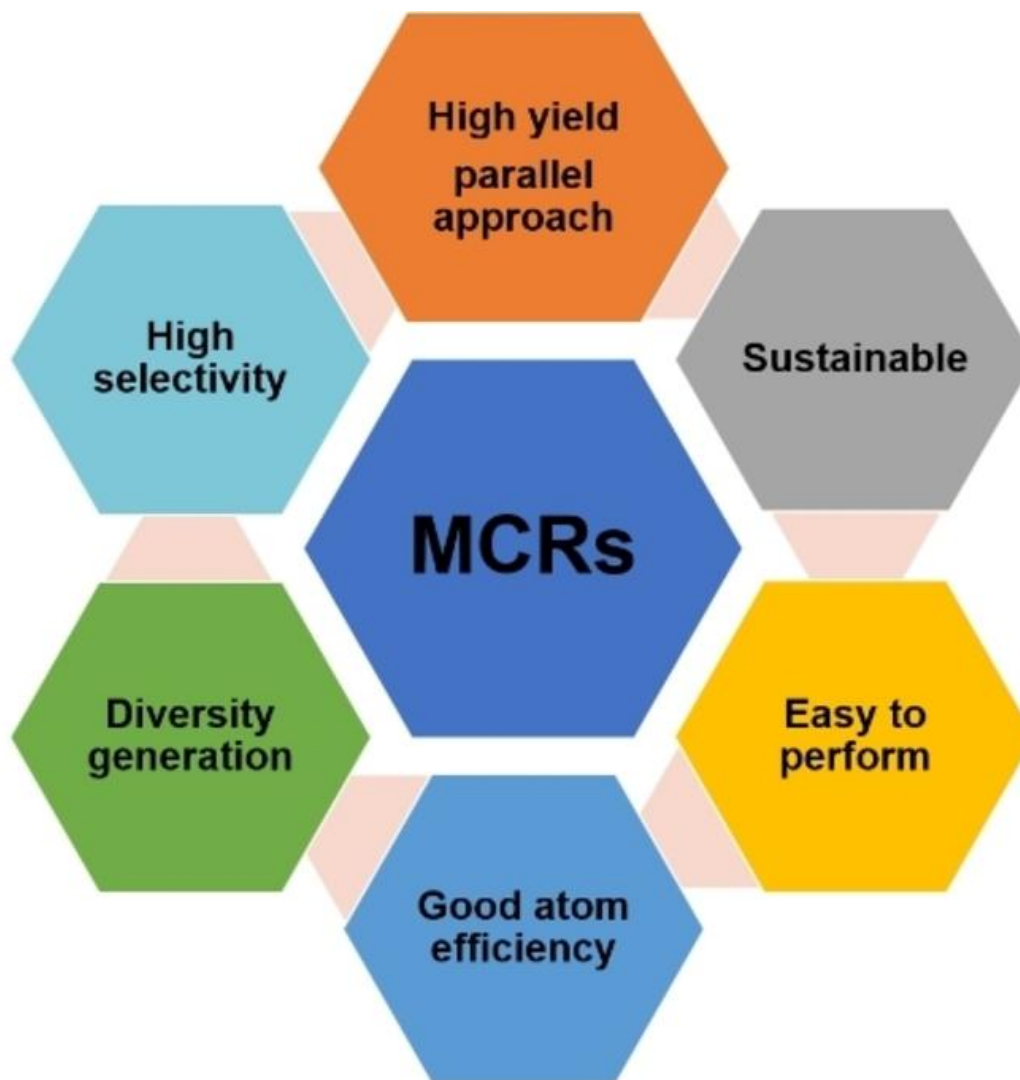 High yield
parallel
approach
High
selectivity
Sustainable
MCRs
Diversity
generation
Easy to
perform
Good atom
efficiency